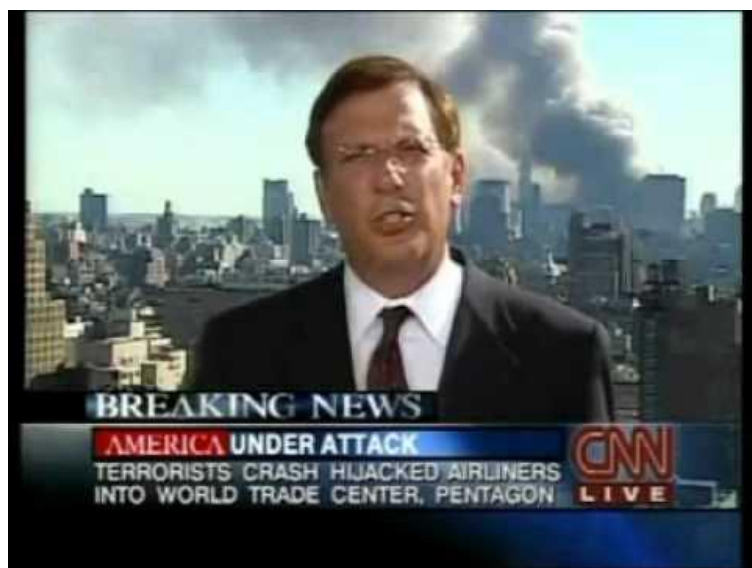 BREAKING NEWS
AMERICA UNDER ATTACK
TERRORISTS CRASH HIJACKED AIRLINERS
INTO WORLD TRADE CENTER, PENTAGON
CNN
LIVE